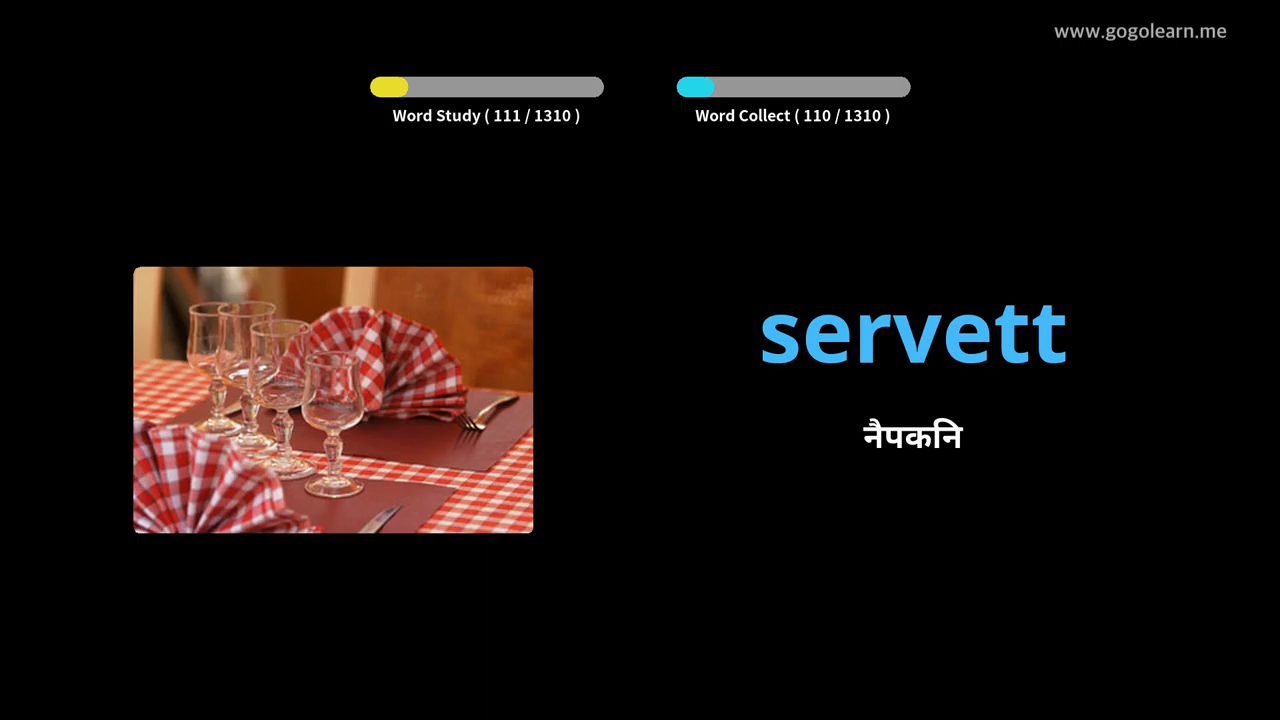 www.gogolearn.me
Word Study ( 111 / 1310 )
Word Collect ( 110 / 1310 )
servett
नैपकनि